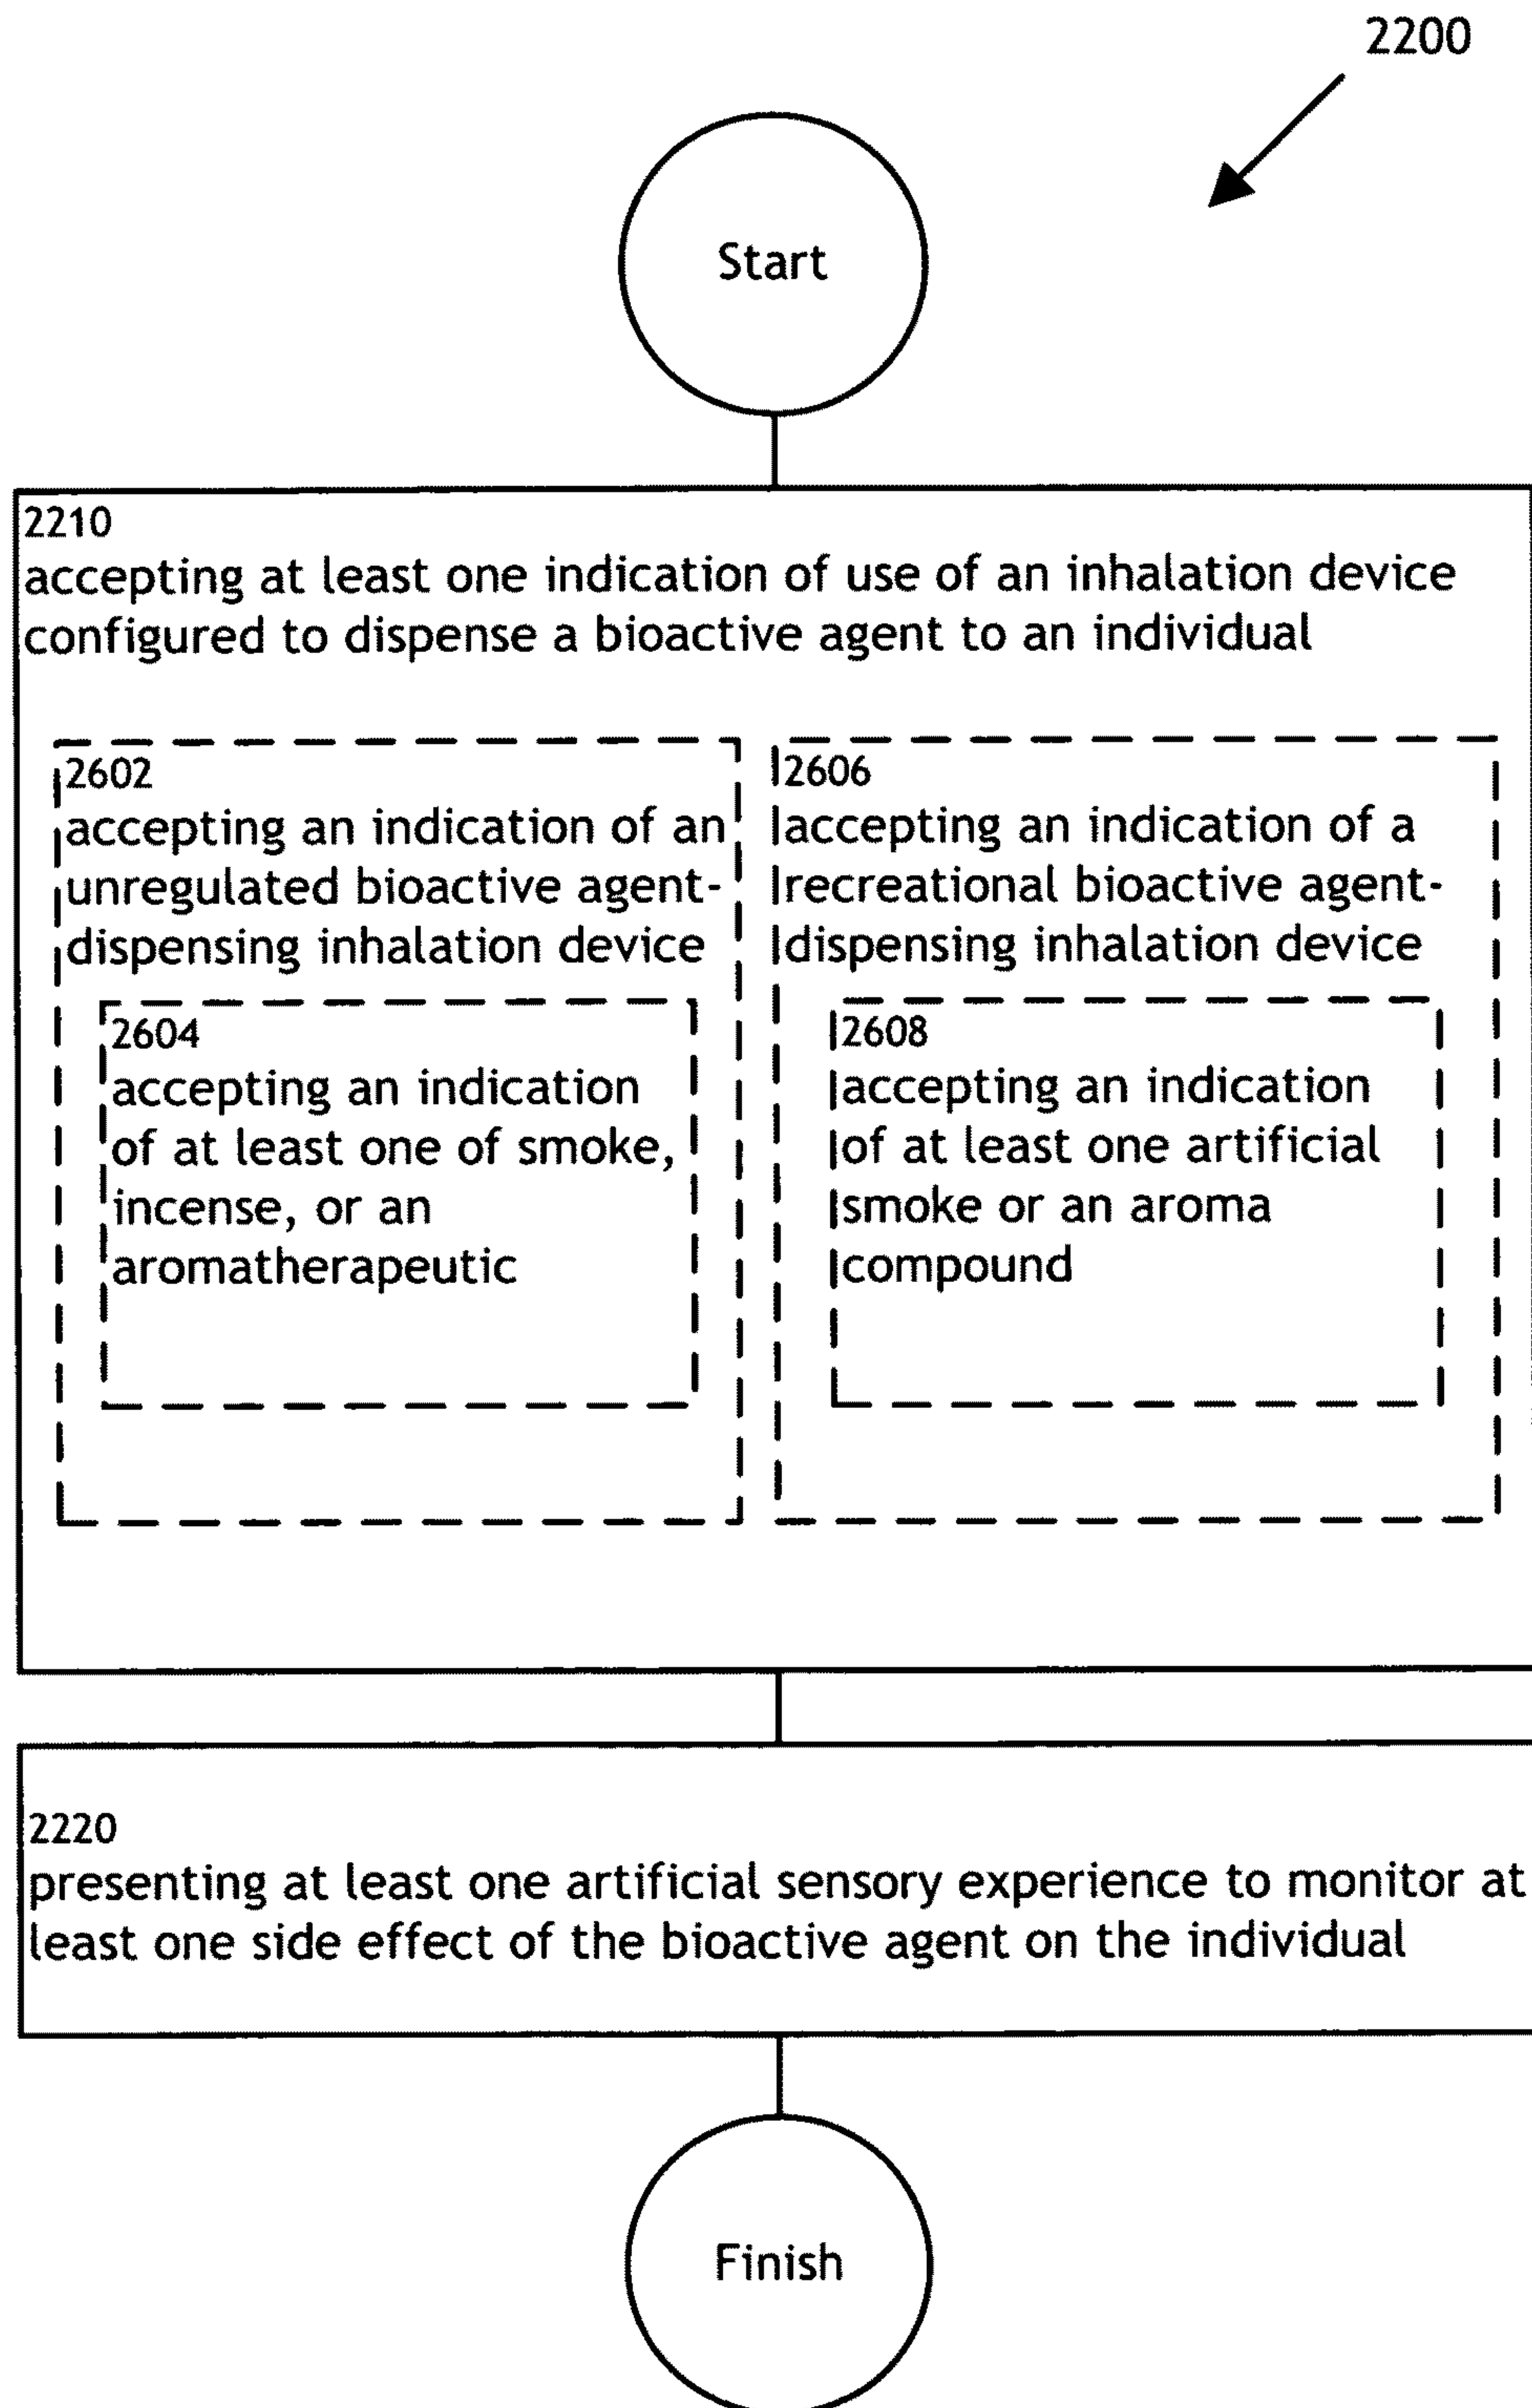 2200
Start
2210
accepting at least one indication of use of an inhalation device
configured to dispense a bioactive agent to an individual
2602
accepting an indication of an
unregulated bioactive agent-
dispensing inhalation device
2604
accepting an indication
of at least one of smoke,
incense, or an
aromatherapeutic
2606
accepting an indication of a
recreational bioactive agent-
dispensing inhalation device
2608
accepting an indication
of at least one artificial
smoke or an aroma
compound
2220
presenting at least one artificial sensory experience to monitor at
least one side effect of the bioactive agent on the individual
Finish